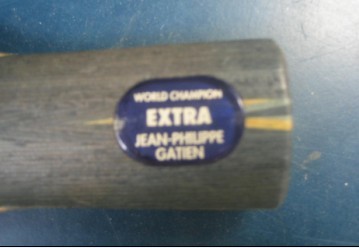 WORLD CHAMPION
EXTRA
JEAN-PHILIPPE
GATIEN